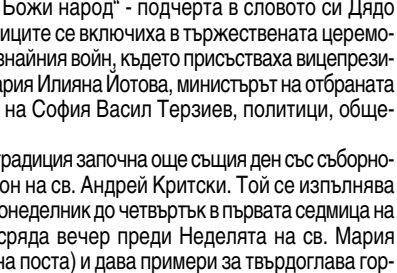 Божи народ“ - подчерта в словото си Дядо
иците се включиха в тържествената церемо-
знайния войн, където присъстваха вицепрези-
ария Илияна Йотова, министърът на отбраната
на София Васил Терзиев, политици, обще-
радиция започна още същия ден със съборно-
он на св. Андрей Критски. Той се изпълнява
онеделник до четвъртък в първата седмица на
сряда вечер преди Неделята на св. Мария
на поста) и дава примери за твърдоглава гор-